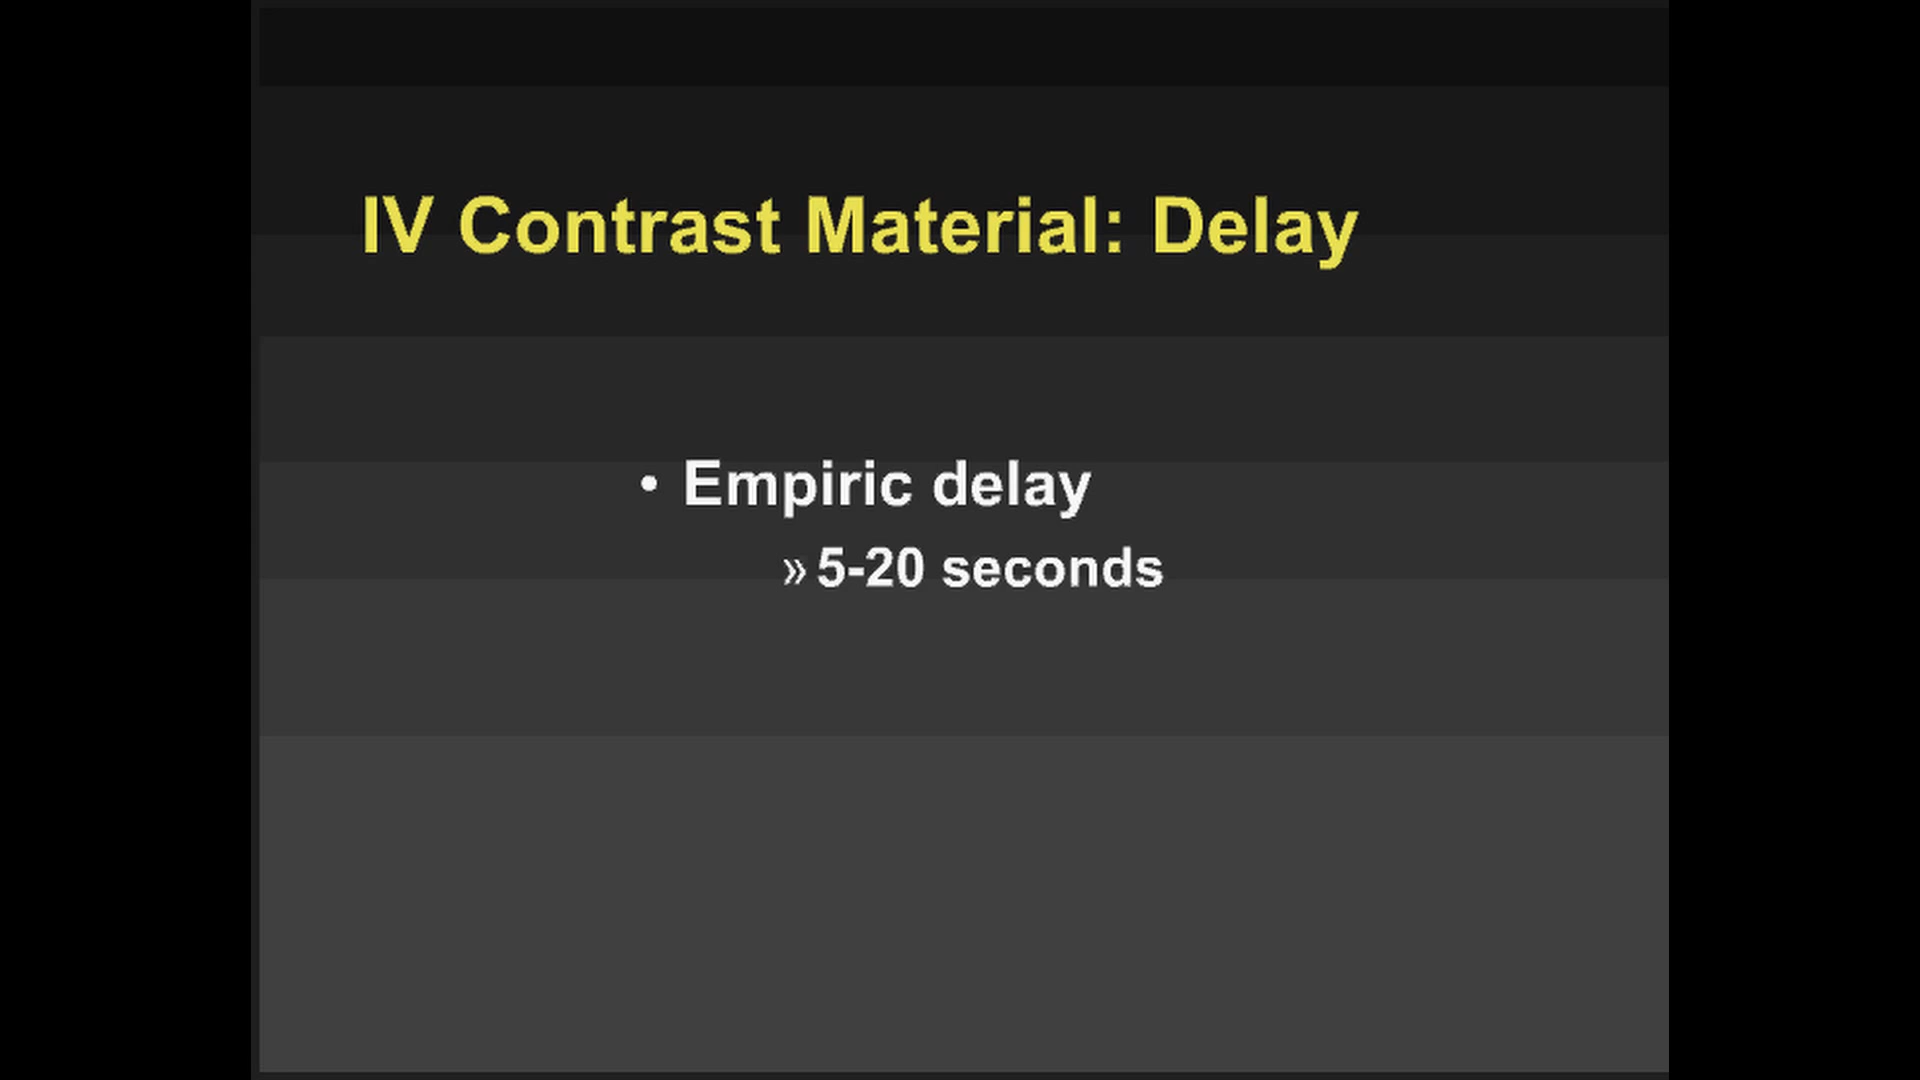 IV Contrast Material: Delay
• Empiric delay
» 5-20 seconds